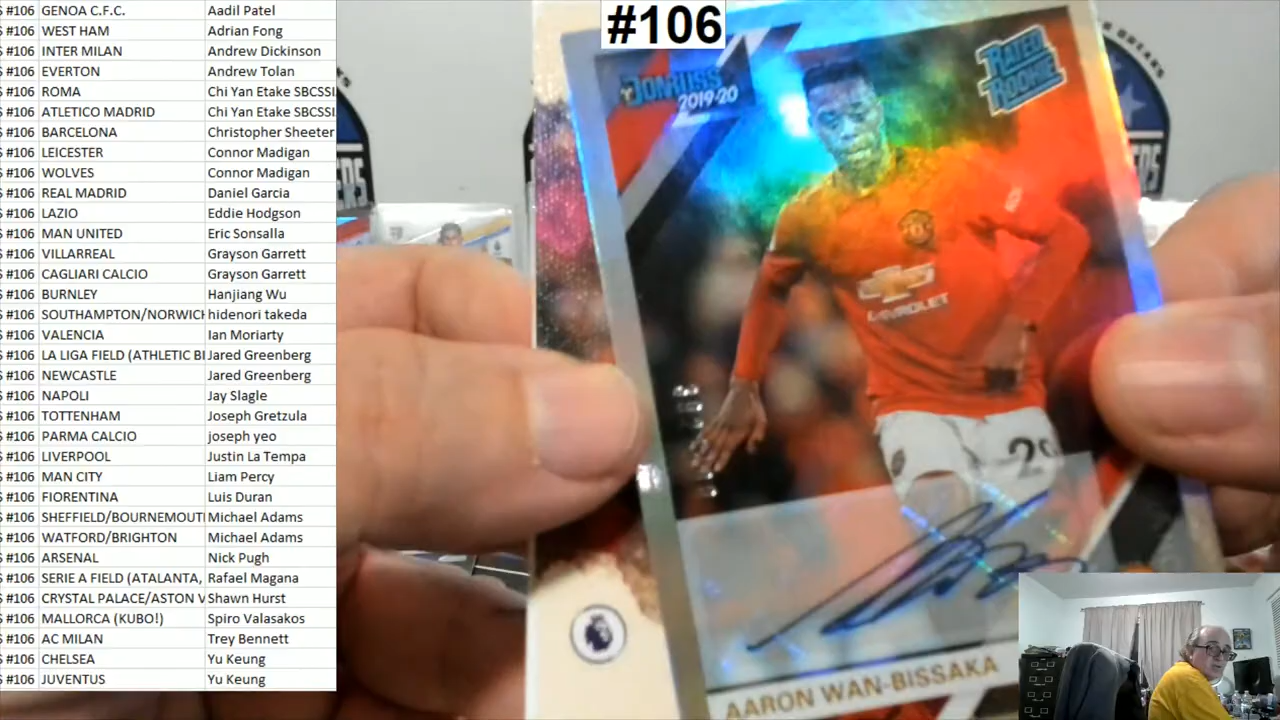 #106
$ #106 GENOA C.F.C. Aadil Patel
$ #106 WEST HAM Adrian Fong
$ #106 INTER MILAN Andrew Dickinson
$ #106 EVERTON Andrew Tolan
$ #106 ROMA Chi Yan Etake SBCSSI
$ #106 ATLETICO MADRID Chi Yan Etake SBCSSI
$ #106 BARCELONA Christopher Sheeter
$ #106 LEICESTER Connor Madigan
$ #106 WOLVES Connor Madigan
$ #106 REAL MADRID Daniel Garcia
$ #106 LAZIO Eddie Hodgson
$ #106 MAN UNITED Eric Sonsalla
$ #106 VILLARREAL Grayson Garrett
$ #106 CAGLIARI CALCIO Grayson Garrett
$ #106 BURNLEY Hanjiang Wu
$ #106 SOUTHAMPTON/NORWICH hidenori takeda
$ #106 VALENCIA Ian Moriarty
$ #106 LA LIGA FIELD (ATHLETIC BI Jared Greenberg
$ #106 NEWCASTLE Jared Greenberg
$ #106 NAPOLI Jay Slagle
$ #106 TOTTENHAM Joseph Gretzula
$ #106 PARMA CALCIO joseph yeo
$ #106 LIVERPOOL Justin La Tempa
$ #106 MAN CITY Liam Percy
$ #106 FIORENTINA Luis Duran
$ #106 SHEFFIELD/BOURNEMOUT Michael Adams
$ #106 WATFORD/BRIGHTON Michael Adams
$ #106 ARSENAL Nick Pugh
$ #106 SERIE A FIELD (ATALANTA, Rafael Magana
$ #106 CRYSTAL PALACE/ASTON V Shawn Hurst
$ #106 MALLORCA (KUBO!) Spiro Valasakos
$ #106 AC MILAN Trey Bennett
$ #106 CHELSEA Yu Keung
$ #106 JUVENTUS Yu Keung
DONRUSS
2019-20
RATED
ROOKIE
CHEVROLET
29
AARON WAN-BISSAKA